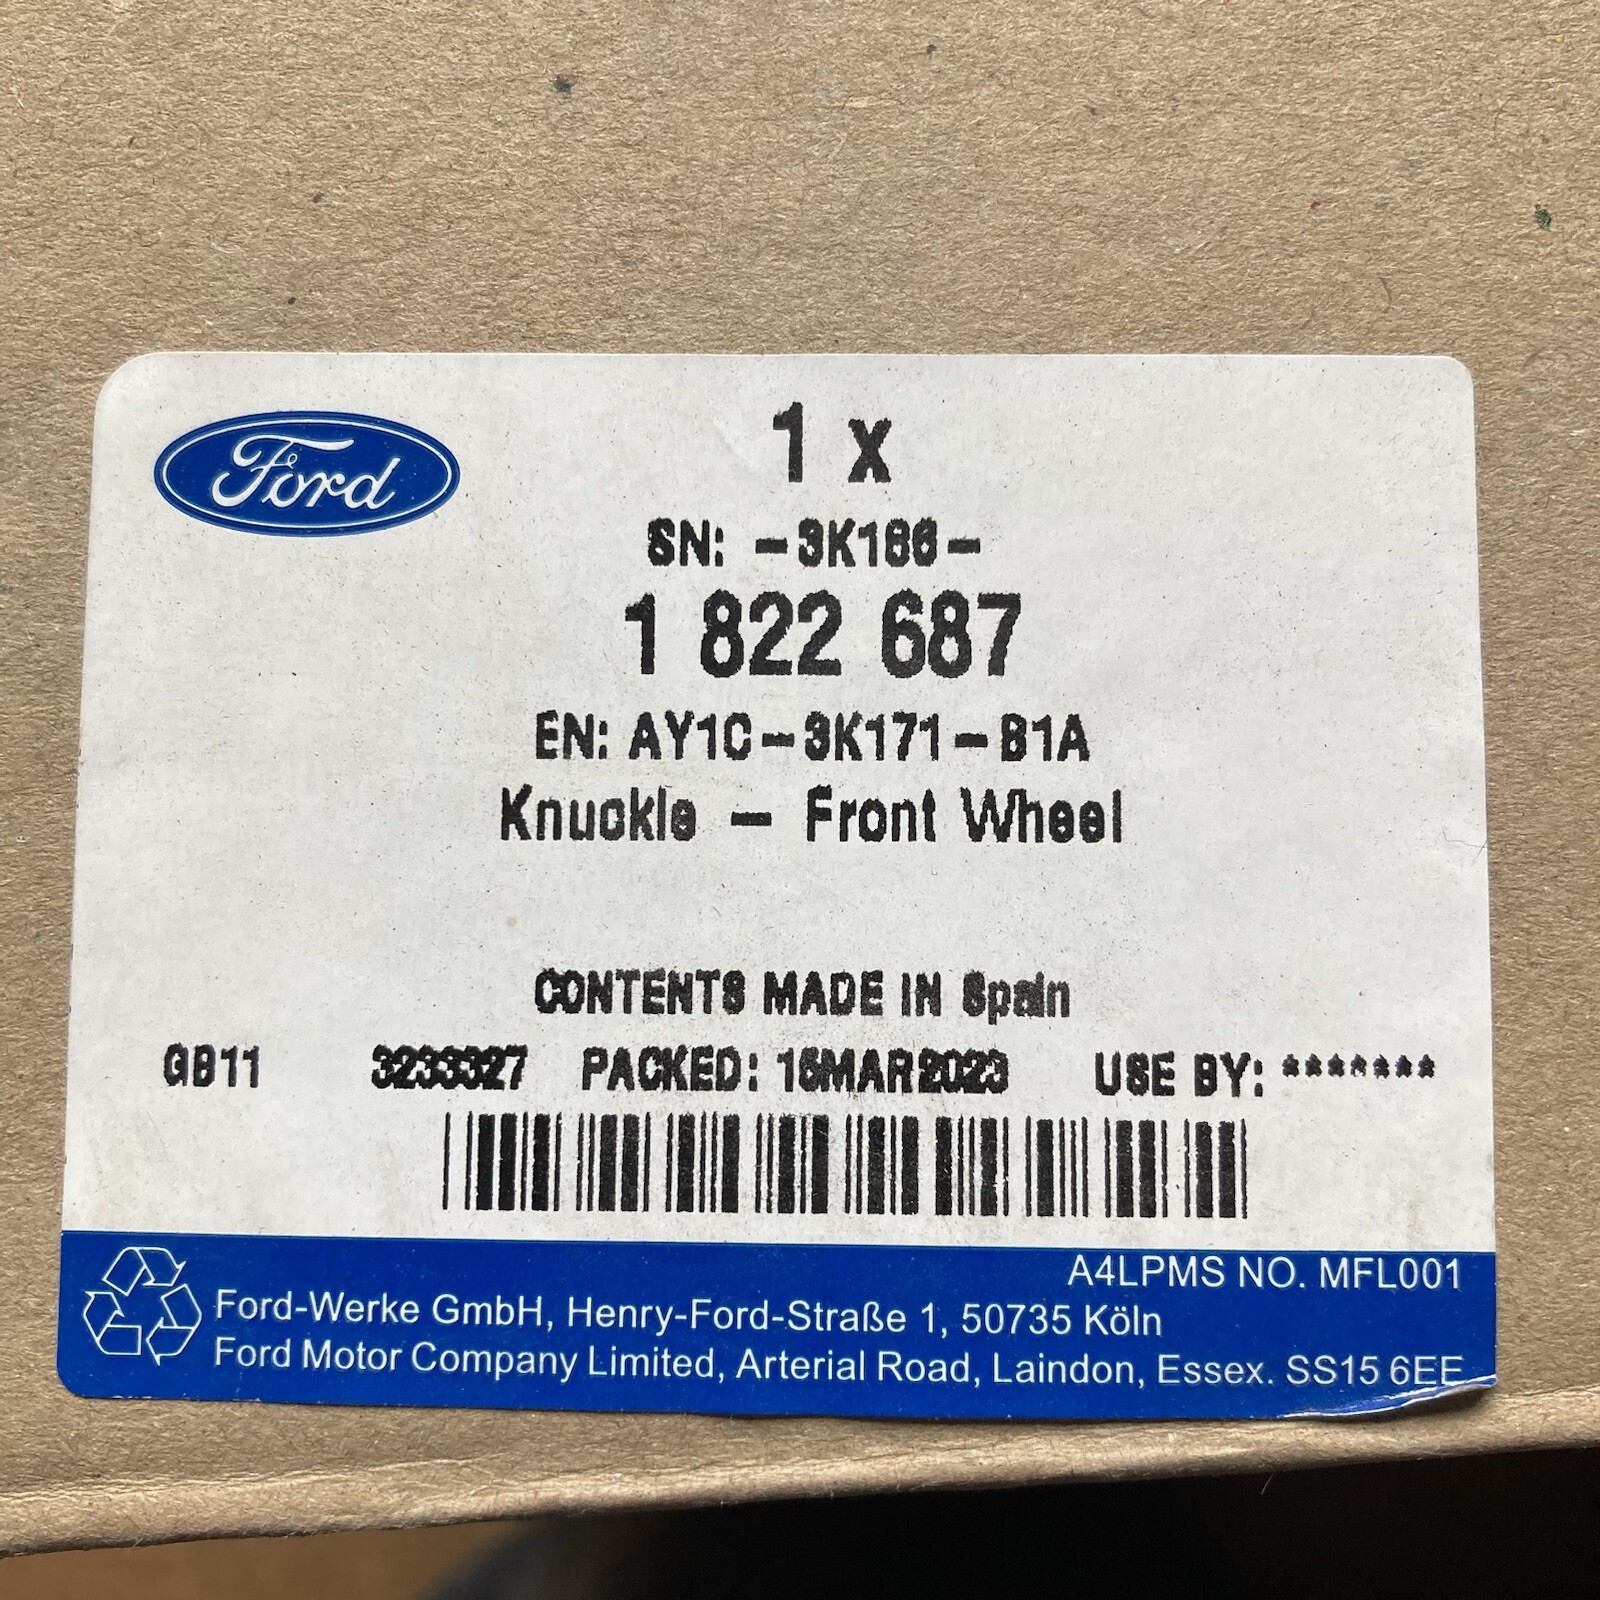 Ford
1 x
SN: -3K186-
1 822 687
EN: AY1C-3K171-B1A
Knuckle - Front Wheel
CONTENTS MADE IN Spain
GB11 3233327 PACKED: 15MAR2023 USE BY: *******
A4LPMS NO. MFL001
Ford-Werke GmbH, Henry-Ford-Straße 1, 50735 Köln
Ford Motor Company Limited, Arterial Road, Laindon, Essex. SS15 6EE